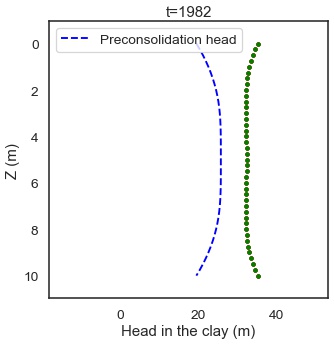 t=1982
Preconsolidation head
0
2
4
6
8
10
Z (m)
0 20 40
Head in the clay (m)